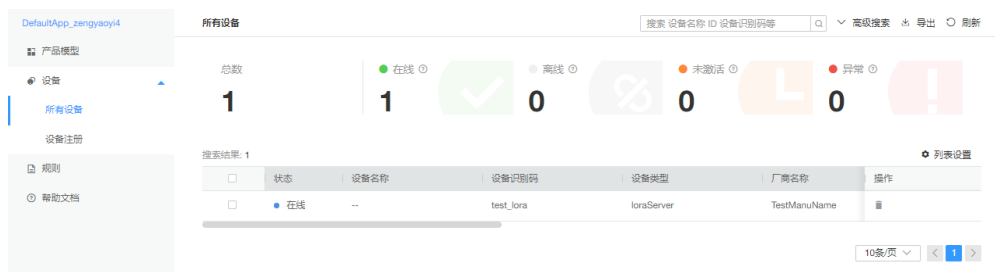 DefaultApp_zengyaoyi4
产品模型
设备
所有设备
设备注册
规则
帮助文档
所有设备
搜索 设备名称 ID 设备识别码等
高级搜索
导出
刷新
总数
1
在线
1
离线
0
未激活
0
异常
0
搜索结果: 1
列表设置
状态 设备名称 设备识别码 设备类型 厂商名称 操作
在线 -- test_lora loraServer TestManuName
10条/页 1